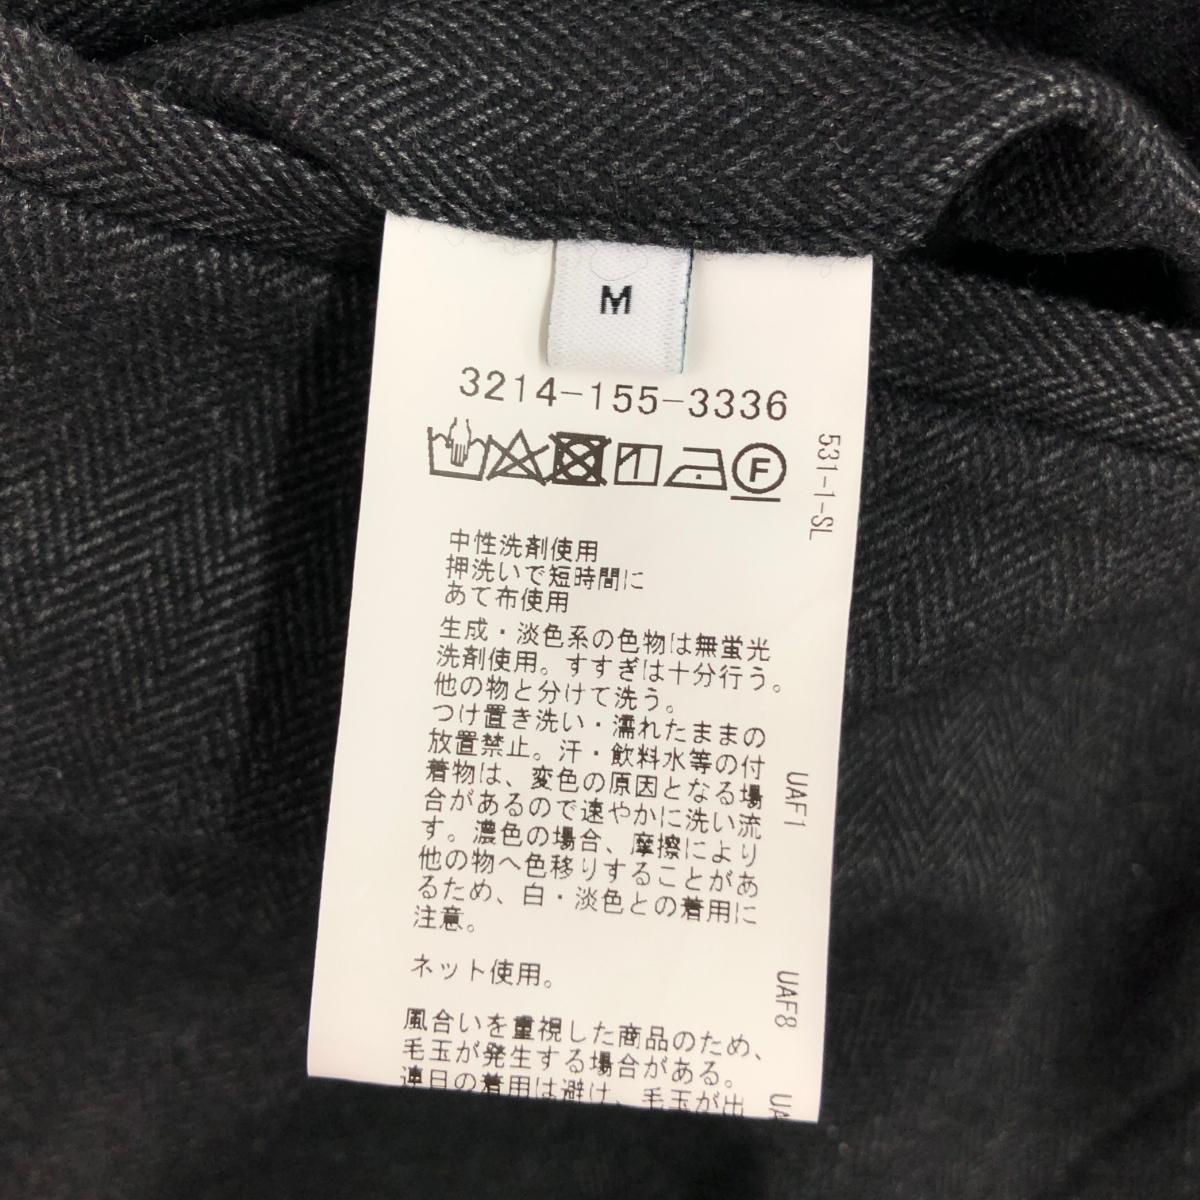 M
3214-155-3336
F
531-1-SL
中性洗剤使用
押洗いで短時間に
あて布使用
生成・淡色系の色物は無蛍光
洗剤使用。すすぎは十分行う。
他の物と分けて洗う。
つけ置き洗い・濡れたままの
放置禁止。汗・飲料水等の付
着物は、変色の原因となる場
合があるので速やかに洗い流
す。濃色の場合、摩擦により
他の物へ色移りすることがあ
るため、白・淡色との着用に
注意。
UAF1
ネット使用。
UAF8
風合いを重視した商品のため、
毛玉が発生する場合がある。
連日の着用は避け、毛玉が出
UA